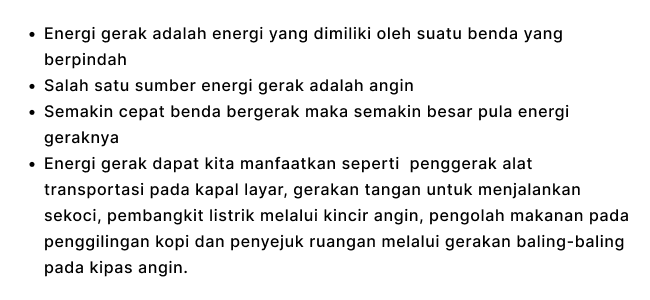 • Energi gerak adalah energi yang dimiliki oleh suatu benda yang
berpindah
• Salah satu sumber energi gerak adalah angin
• Semakin cepat benda bergerak maka semakin besar pula energi
geraknya
• Energi gerak dapat kita manfaatkan seperti  penggerak alat
transportasi pada kapal layar, gerakan tangan untuk menjalankan
sekoci, pembangkit listrik melalui kincir angin, pengolah makanan pada
penggilingan kopi dan penyejuk ruangan melalui gerakan baling-baling
pada kipas angin.